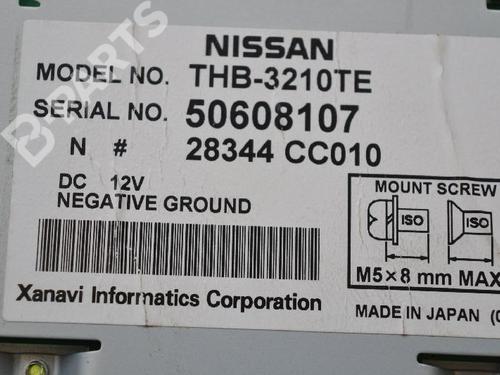 NISSAN
MODEL NO. THB-3210TE
SERIAL NO. 50608107
N # 28344 CC010
DC 12V
NEGATIVE GROUND
MOUNT SCREW
ISO ISO
M5×8 mm MAX
Xanavi Informatics Corporation
MADE IN JAPAN (
B-PARTS